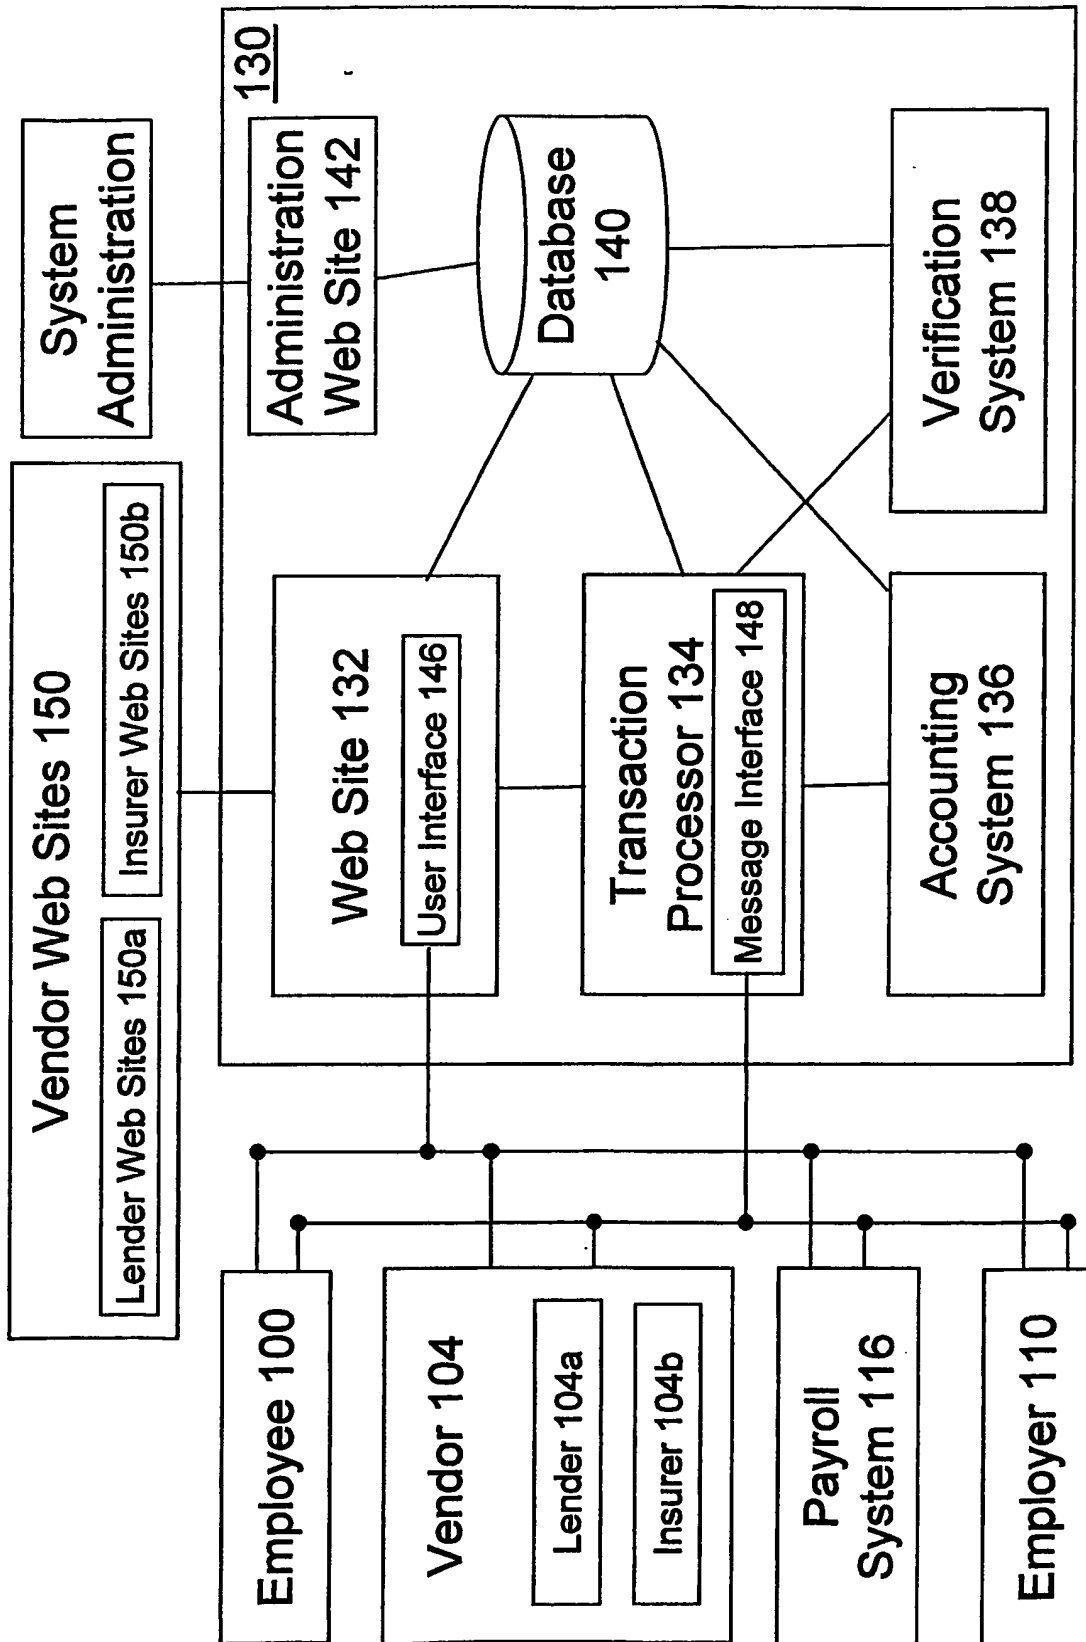 Vendor Web Sites 150
Lender Web Sites 150a
Insurer Web Sites 150b
System
Administration
130
Employee 100
Vendor 104
Lender 104a
Insurer 104b
Payroll
System 116
Employer 110
Web Site 132
User Interface 146
Transaction
Processor 134
Message Interface 148
Accounting
System 136
Administration
Web Site 142
Database
140
Verification
System 138